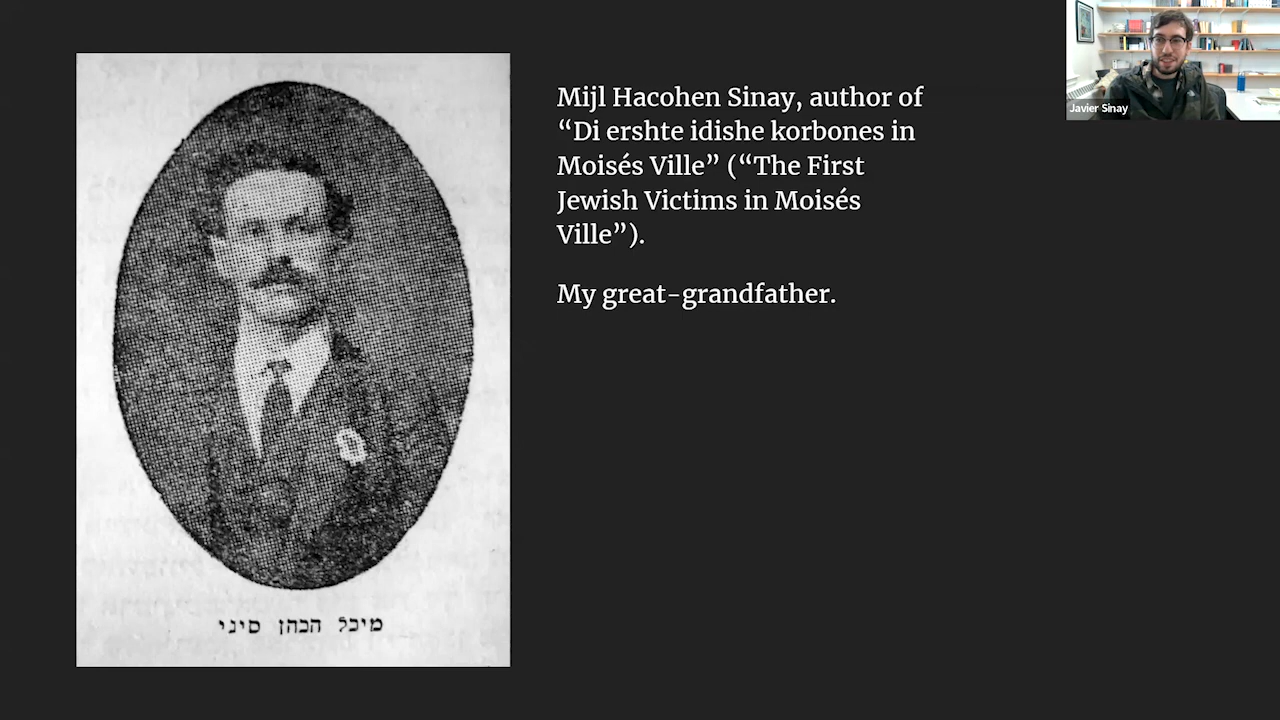 Mijl Hacohen Sinay, author of
“Di ershte idishe korbones in
Moisés Ville” (“The First
Jewish Victims in Moisés
Ville”).
My great-grandfather.
מיכל הכהן סיני
Javier Sinay